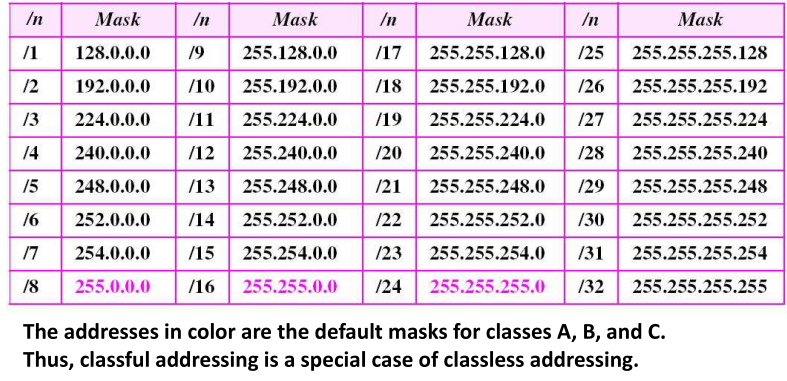 /n Mask /n Mask /n Mask /n Mask
/1 128.0.0.0 /9 255.128.0.0 /17 255.255.128.0 /25 255.255.255.128
/2 192.0.0.0 /10 255.192.0.0 /18 255.255.192.0 /26 255.255.255.192
/3 224.0.0.0 /11 255.224.0.0 /19 255.255.224.0 /27 255.255.255.224
/4 240.0.0.0 /12 255.240.0.0 /20 255.255.240.0 /28 255.255.255.240
/5 248.0.0.0 /13 255.248.0.0 /21 255.255.248.0 /29 255.255.255.248
/6 252.0.0.0 /14 255.252.0.0 /22 255.255.252.0 /30 255.255.255.252
/7 254.0.0.0 /15 255.254.0.0 /23 255.255.254.0 /31 255.255.255.254
/8 255.0.0.0 /16 255.255.0.0 /24 255.255.255.0 /32 255.255.255.255
The addresses in color are the default masks for classes A, B, and C.
Thus, classful addressing is a special case of classless addressing.